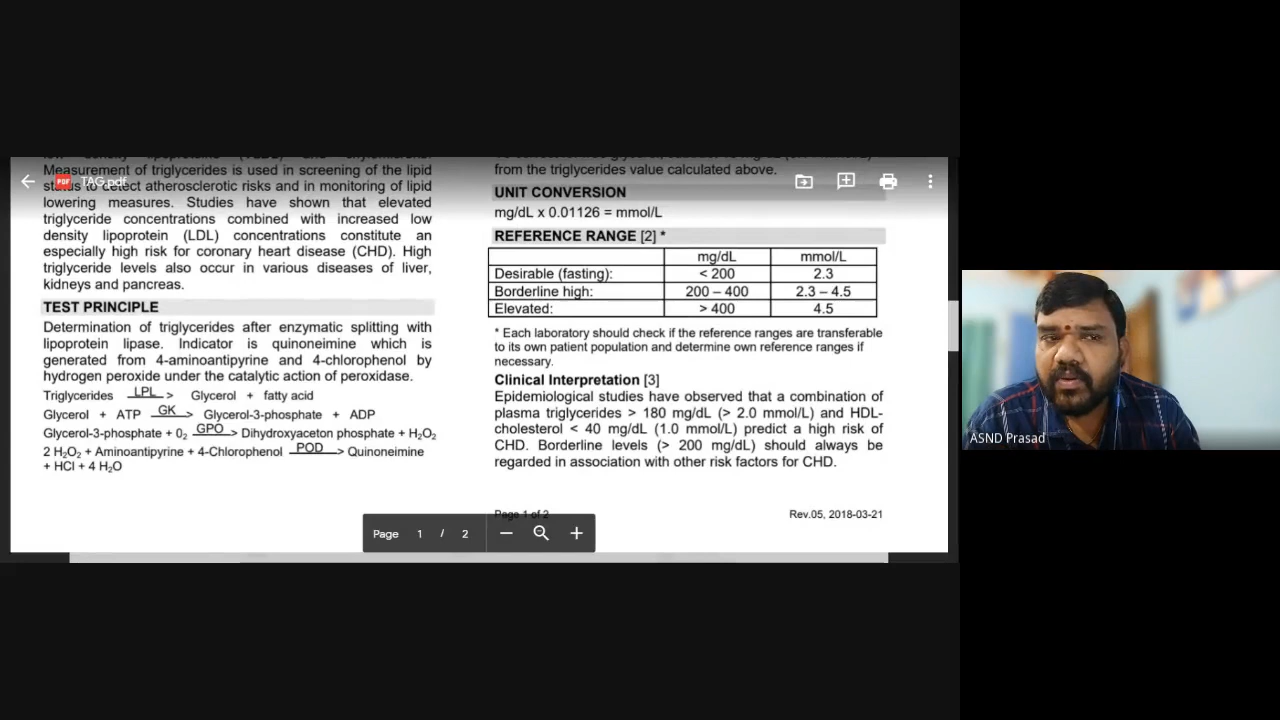 Measurement of triglycerides is used in screening of the lipid
status to detect atherosclerotic risks and in monitoring of lipid
lowering measures. Studies have shown that elevated
triglyceride concentrations combined with increased low
density lipoprotein (LDL) concentrations constitute an
especially high risk for coronary heart disease (CHD). High
triglyceride levels also occur in various diseases of liver,
kidneys and pancreas.
TEST PRINCIPLE
Determination of triglycerides after enzymatic splitting with
lipoprotein lipase. Indicator is quinoneimine which is
generated from 4-aminoantipyrine and 4-chlorophenol by
hydrogen peroxide under the catalytic action of peroxidase.
Triglycerides LPL > Glycerol + fatty acid
Glycerol + ATP GK > Glycerol-3-phosphate + ADP
Glycerol-3-phosphate + 0₂ GPO > Dihydroxyaceton phosphate + H₂O₂
2 H₂O₂ + Aminoantipyrine + 4-Chlorophenol POD > Quinoneimine
+ HCl + 4 H₂O
PDF TAG.pdf
from the triglycerides value calculated above.
UNIT CONVERSION
mg/dL x 0.01126 = mmol/L
REFERENCE RANGE [2] *
mg/dL mmol/L
Desirable (fasting): < 200 2.3
Borderline high: 200 – 400 2.3 – 4.5
Elevated: > 400 4.5
* Each laboratory should check if the reference ranges are transferable
to its own patient population and determine own reference ranges if
necessary.
Clinical Interpretation [3]
Epidemiological studies have observed that a combination of
plasma triglycerides > 180 mg/dL (> 2.0 mmol/L) and HDL-
cholesterol < 40 mg/dL (1.0 mmol/L) predict a high risk of
CHD. Borderline levels (> 200 mg/dL) should always be
regarded in association with other risk factors for CHD.
Page 1 of 2
Rev.05, 2018-03-21
Page 1 / 2
ASND Prasad